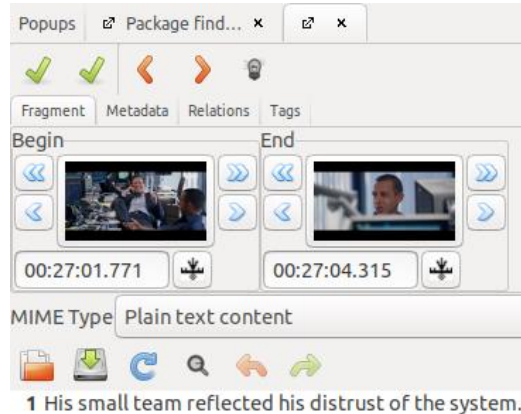 Popups Package find... x x
Fragment Metadata Relations Tags
Begin End
00:27:01.771 00:27:04.315
MIME Type Plain text content
1 His small team reflected his distrust of the system.